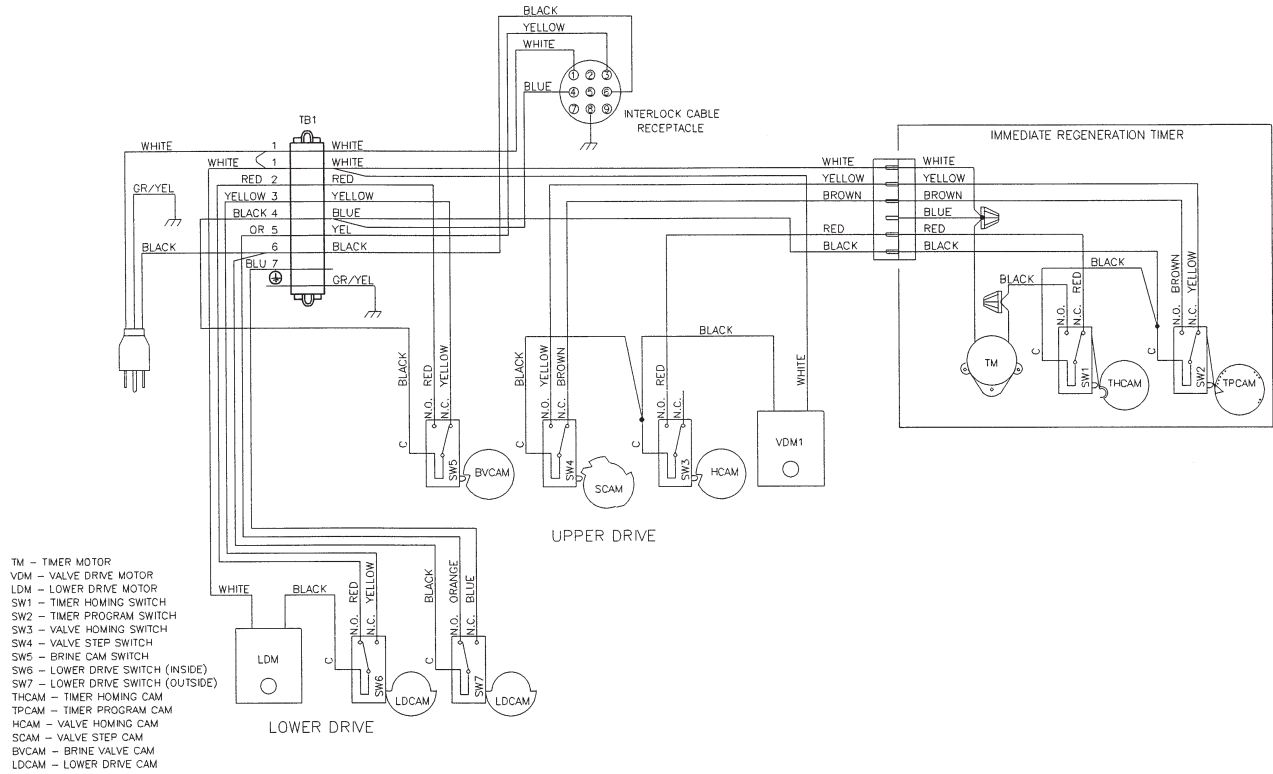 BLACK
YELLOW
WHITE
1 2 3
BLUE
4 5 6
7 8 9
INTERLOCK CABLE
RECEPTACLE
TB1
IMMEDIATE REGENERATION TIMER
WHITE 1 WHITE
WHITE 1 WHITE WHITE WHITE
RED 2 RED YELLOW YELLOW
GR/YEL
YELLOW 3 YELLOW BROWN BROWN
BLACK 4 BLUE BLUE
OR 5 YEL RED RED
BLACK 6 BLACK BLACK BLACK
BLU 7
GR/YEL
BLACK
BLACK
BROWN
YELLOW
RED
N.O.
N.C.
N.O.
N.C.
C
C
TM
SW1
THCAM
SW2
TPCAM
BLACK
BLACK
RED
YELLOW
BLACK
YELLOW
BROWN
RED
WHITE
N.O.
N.C.
N.O.
N.C.
N.O.
N.C.
C
C
C
SW5
BVCAM
SW4
SCAM
SW3
HCAM
VDM1
UPPER DRIVE
WHITE
BLACK
RED
YELLOW
BLACK
ORANGE
BLUE
N.O.
N.C.
N.O.
N.C.
C
C
LDM
SW6
LDCAM
SW7
LDCAM
LOWER DRIVE
TM – TIMER MOTOR
VDM – VALVE DRIVE MOTOR
LDM – LOWER DRIVE MOTOR
SW1 – TIMER HOMING SWITCH
SW2 – TIMER PROGRAM SWITCH
SW3 – VALVE HOMING SWITCH
SW4 – VALVE STEP SWITCH
SW5 – BRINE CAM SWITCH
SW6 – LOWER DRIVE SWITCH (INSIDE)
SW7 – LOWER DRIVE SWITCH (OUTSIDE)
THCAM – TIMER HOMING CAM
TPCAM – TIMER PROGRAM CAM
HCAM – VALVE HOMING CAM
SCAM – VALVE STEP CAM
BVCAM – BRINE VALVE CAM
LDCAM – LOWER DRIVE CAM